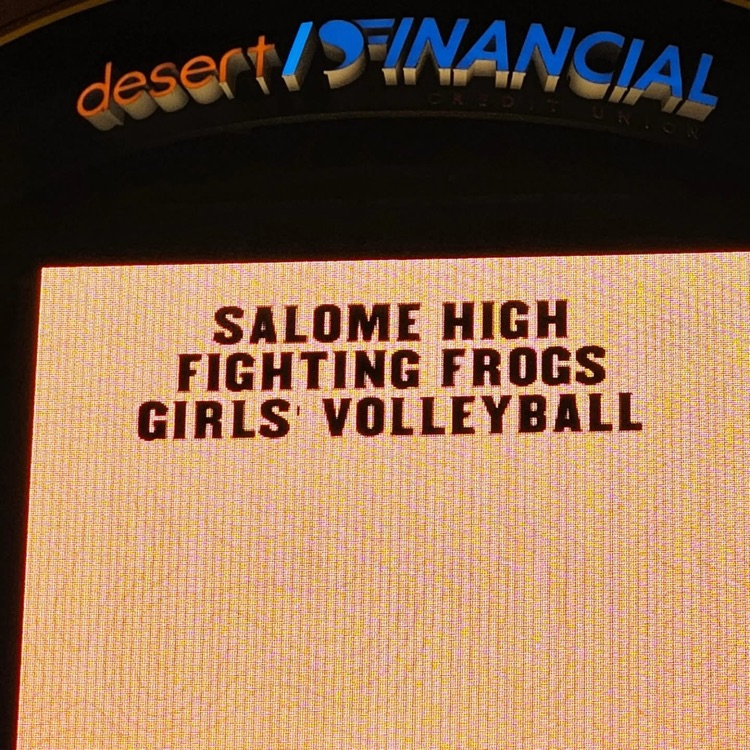 desert FINANCIAL
CREDIT UNION
SALOME HIGH
FIGHTING FROGS
GIRLS' VOLLEYBALL